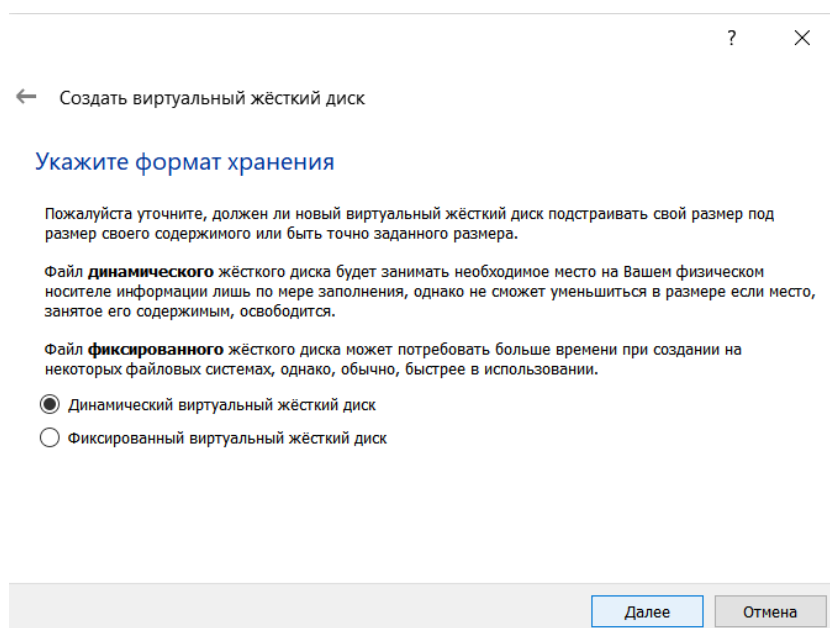 ?
Создать виртуальный жёсткий диск
Укажите формат хранения
Пожалуйста уточните, должен ли новый виртуальный жёсткий диск подстраивать свой размер под
размер своего содержимого или быть точно заданного размера.
Файл динамического жёсткого диска будет занимать необходимое место на Вашем физическом
носителе информации лишь по мере заполнения, однако не сможет уменьшиться в размере если место,
занятое его содержимым, освободится.
Файл фиксированного жёсткого диска может потребовать больше времени при создании на
некоторых файловых системах, однако, обычно, быстрее в использовании.
Динамический виртуальный жёсткий диск
Фиксированный виртуальный жёсткий диск
Далее Отмена